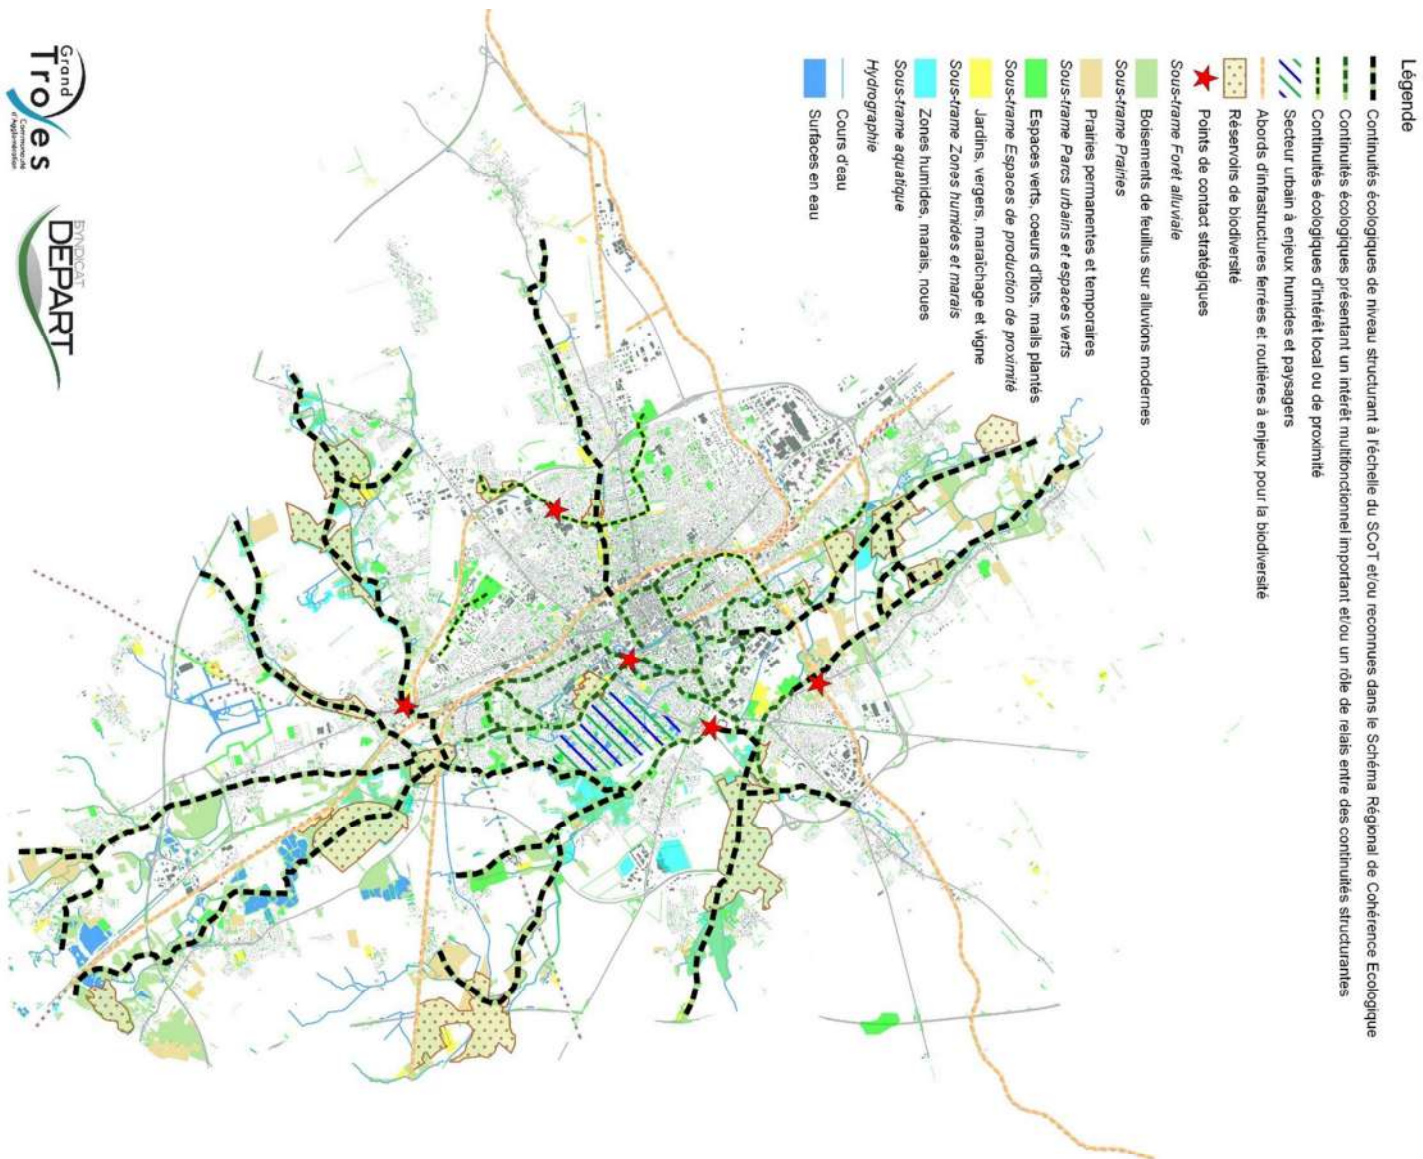 Légende
Continuités écologiques de niveau structurant à l'échelle du SCoT et/ou reconnues dans le Schéma Régional de Cohérence Ecologique
Continuités écologiques présentant un intérêt multifonctionnel important et/ou un rôle de relais entre des continuités structurantes
Continuités écologiques d'intérêt local ou de proximité
Secteur urbain à enjeux humides et paysagers
Abords d'infrastructures ferrées et routières à enjeux pour la biodiversité
Réservoirs de biodiversité
Points de contact stratégiques
Sous-trame Forêt alluviale
Boisements de feuillus sur alluvions modernes
Sous-trame Prairies
Prairies permanentes et temporaires
Sous-trame Parcs urbains et espaces verts
Espaces verts, coeurs d'îlots, mails plantés
Sous-trame Espaces de production de proximité
Jardins, vergers, maraîchage et vigne
Sous-trame Zones humides et marais
Zones humides, marais, noues
Sous-trame aquatique
Hydrographie
Cours d'eau
Surfaces en eau
Grand
Troyes
Communauté
d'Agglomération
SYNDICAT
DEPART